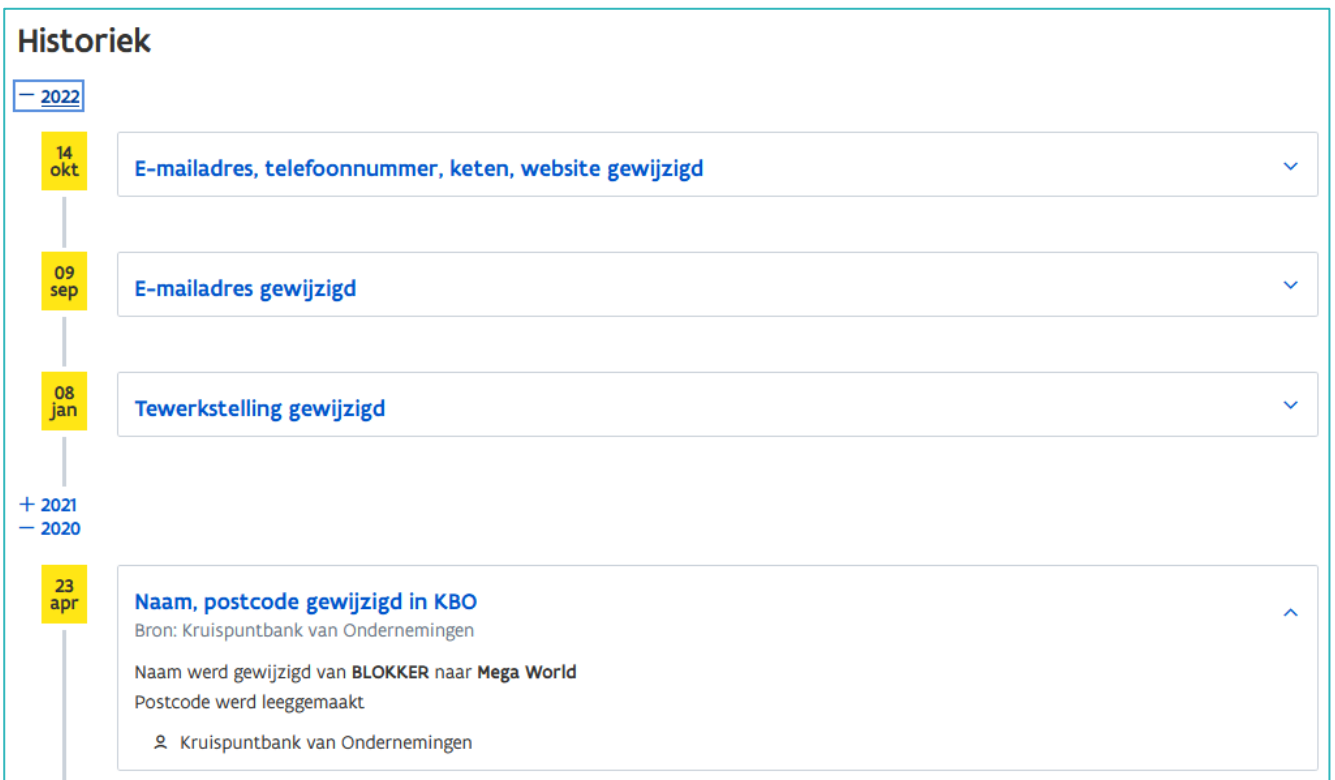 Historiek
— 2022
14
okt
E-mailadres, telefoonnummer, keten, website gewijzigd
09
sep
E-mailadres gewijzigd
08
jan
Tewerkstelling gewijzigd
+ 2021
— 2020
23
apr
Naam, postcode gewijzigd in KBO
Bron: Kruispuntbank van Ondernemingen
Naam werd gewijzigd van BLOKKER naar Mega World
Postcode werd leeggemaakt
Kruispuntbank van Ondernemingen